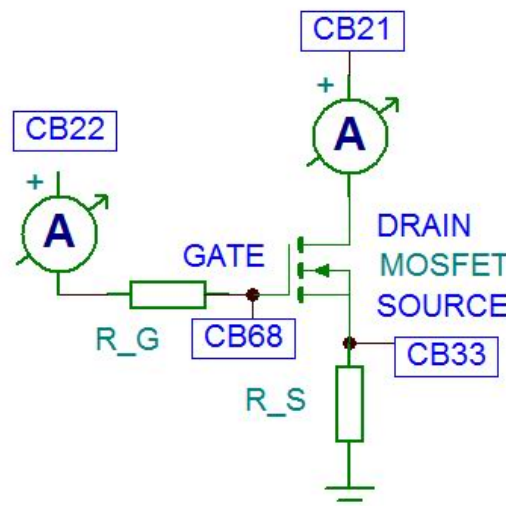 CB21
+
A
CB22
+
A
GATE
DRAIN
MOSFET
SOURCE
R_G
CB68
CB33
R_S